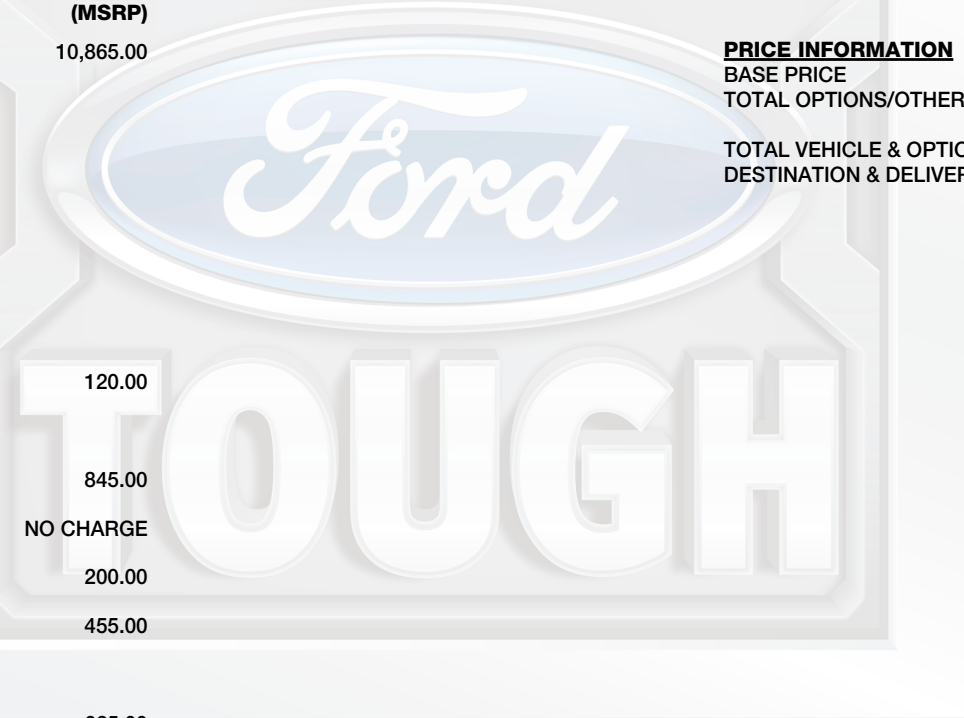 (MSRP)
10,865.00
PRICE INFORMATION
BASE PRICE
TOTAL OPTIONS/OTHER
TOTAL VEHICLE & OPTIO
DESTINATION & DELIVER
Ford
TOUGH
120.00
845.00
NO CHARGE
200.00
455.00